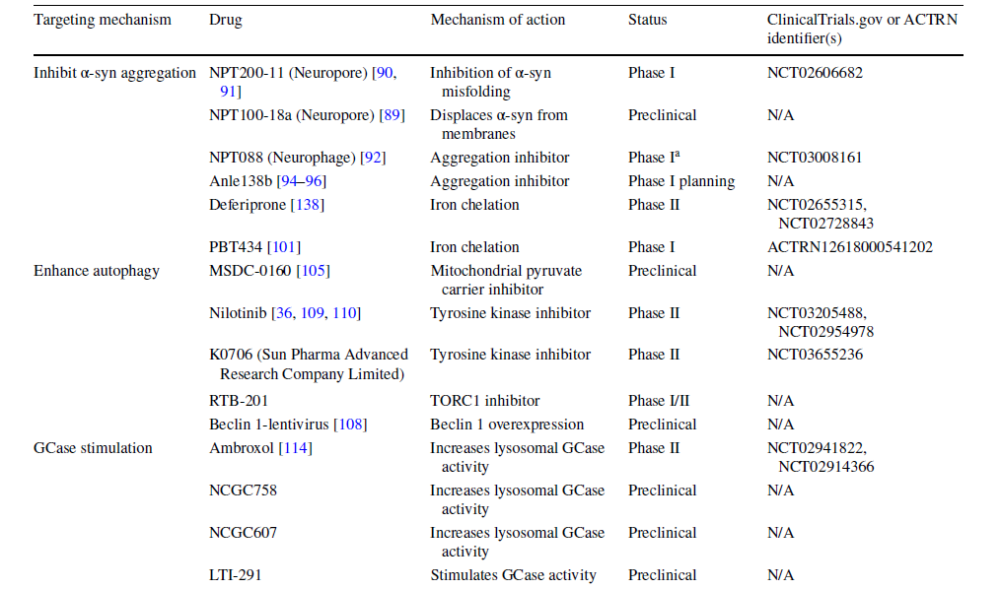 Targeting mechanism Drug Mechanism of action Status ClinicalTrials.gov or ACTRN
identifier(s)
Inhibit α-syn aggregation NPT200-11 (Neuropore) [90, Inhibition of α-syn Phase I NCT02606682
91] misfolding
NPT100-18a (Neuropore) [89] Displaces α-syn from Preclinical N/A
membranes
NPT088 (Neurophage) [92] Aggregation inhibitor Phase Iᵃ NCT03008161
Anle138b [94–96] Aggregation inhibitor Phase I planning N/A
Deferiprone [138] Iron chelation Phase II NCT02655315,
NCT02728843
PBT434 [101] Iron chelation Phase I ACTRN12618000541202
Enhance autophagy MSDC-0160 [105] Mitochondrial pyruvate Preclinical N/A
carrier inhibitor
Nilotinib [36, 109, 110] Tyrosine kinase inhibitor Phase II NCT03205488,
NCT02954978
K0706 (Sun Pharma Advanced Tyrosine kinase inhibitor Phase II NCT03655236
Research Company Limited)
RTB-201 TORC1 inhibitor Phase I/II N/A
Beclin 1-lentivirus [108] Beclin 1 overexpression Preclinical N/A
GCase stimulation Ambroxol [114] Increases lysosomal GCase Phase II NCT02941822,
activity NCT02914366
NCGC758 Increases lysosomal GCase Preclinical N/A
activity
NCGC607 Increases lysosomal GCase Preclinical N/A
activity
LTI-291 Stimulates GCase activity Preclinical N/A